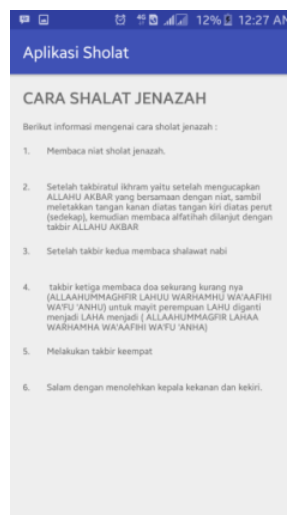 12% 12:27 AM
Aplikasi Sholat
CARA SHALAT JENAZAH
Berikut informasi mengenai cara sholat jenazah :
1. Membaca niat sholat jenazah.
2. Setelah takbiratul ihkram yaitu setelah mengucapkan
ALLAHU AKBAR yang bersamaan dengan niat, sambil
meletakkan tangan kanan diatas tangan kiri diatas perut
(sedekap), kemudian membaca alfatihah dilanjut dengan
takbir ALLAHU AKBAR
3. Setelah takbir kedua membaca shalawat nabi
4. takbir ketiga membaca doa sekurang kurang nya
(ALLAAHUMMAGHFIR LAHUU WARHAMHU WA'AAFIHI
WA'FU 'ANHU) untuk mayit perempuan LAHU diganti
menjadi LAHA menjadi ( ALLAAHUMMAGFIR LAHAA
WARHAMHA WA'AAFIHI WA'FU 'ANHA)
5. Melakukan takbir keempat
6. Salam dengan menolehkan kepala kekanan dan kekiri.